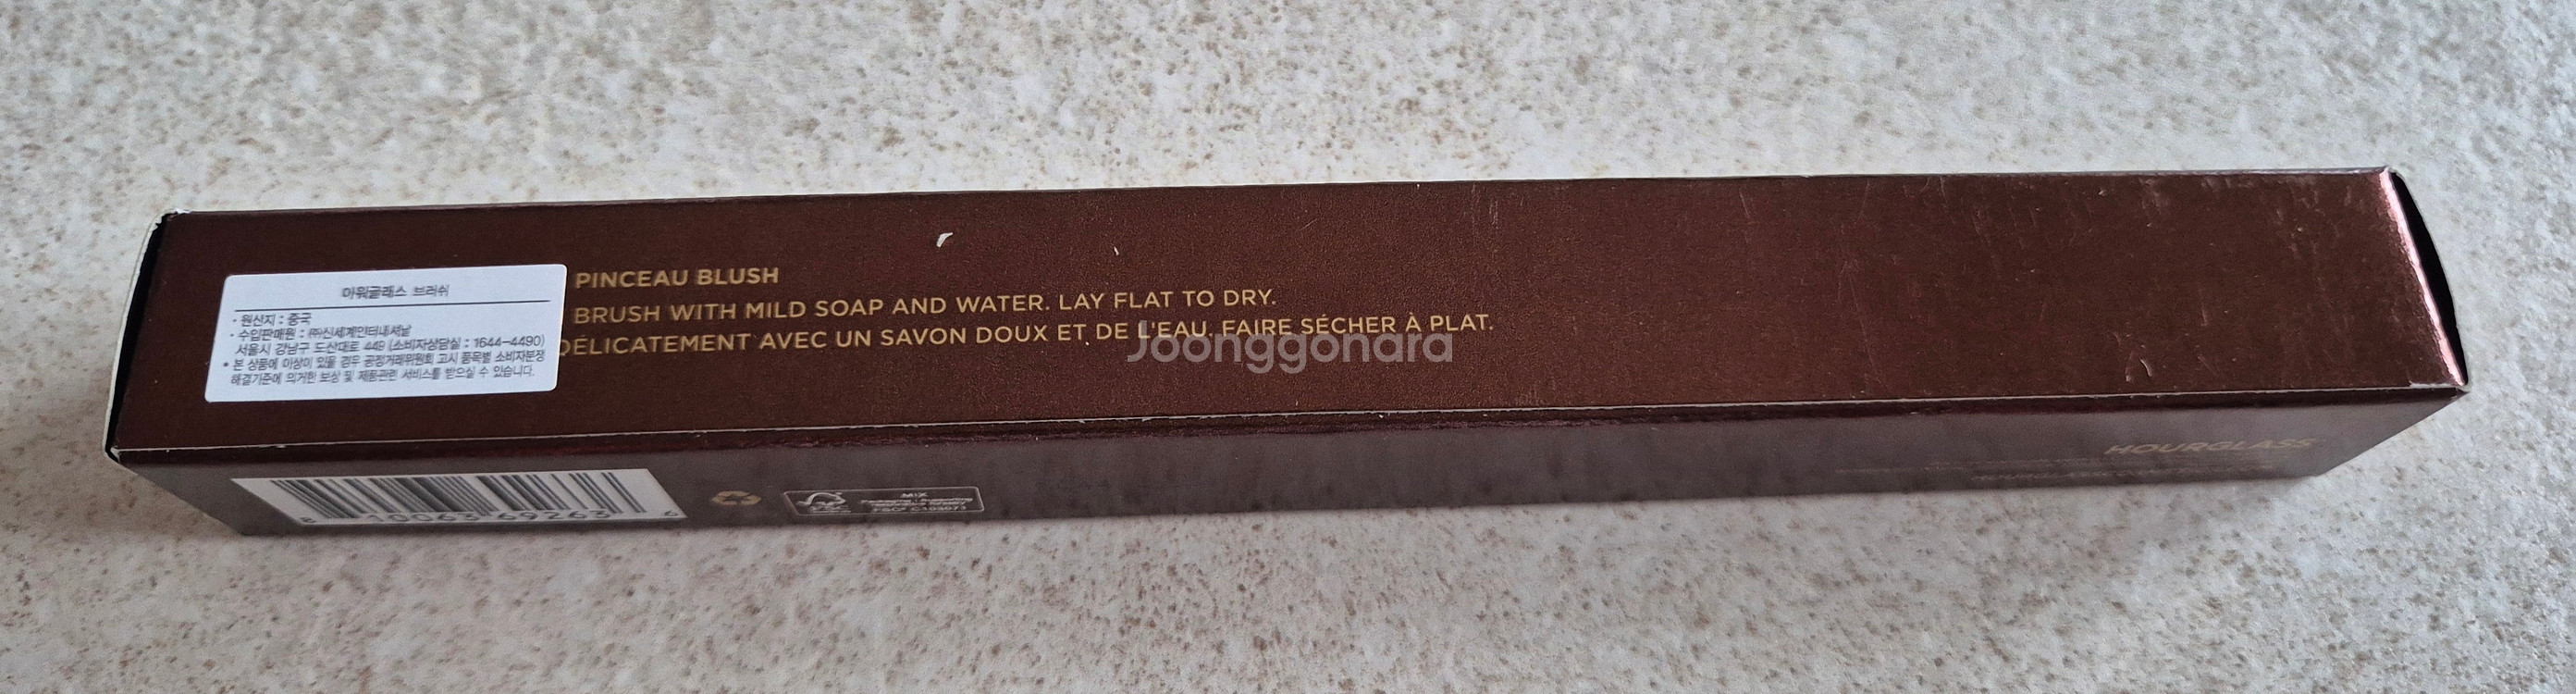 아워글래스 브러쉬
· 원산지 : 중국
· 수입판매원 : ㈜신세계인터내셔날
서울시 강남구 도산대로 449 (소비자상담실 : 1644-4490)
• 본 상품에 이상이 있을 경우 공정거래위원회 고시 품목별 소비자분쟁
해결기준에 의거한 보상 및 제품관련 서비스를 받으실 수 있습니다.
PINCEAU BLUSH
BRUSH WITH MILD SOAP AND WATER. LAY FLAT TO DRY.
DÉLICATEMENT AVEC UN SAVON DOUX ET DE L'EAU. FAIRE SÉCHER À PLAT.
Joonggonara
HOURGLASS
8 10063 69263 6
MIX
FSC